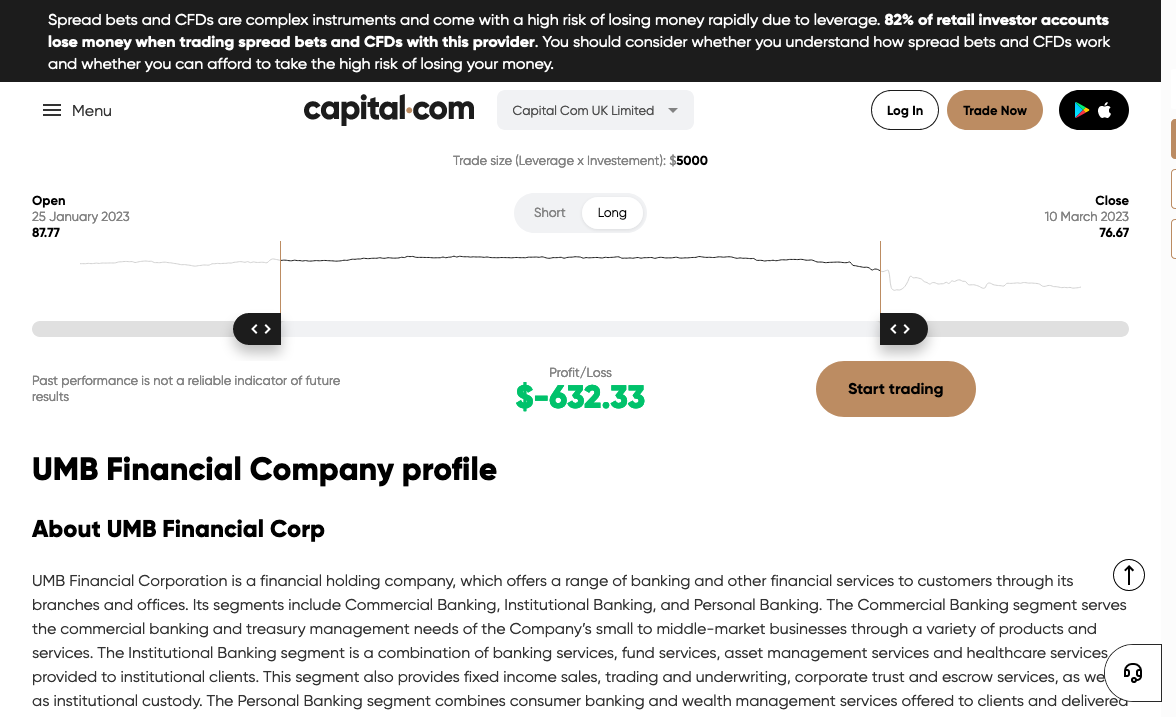 Spread bets and CFDs are complex instruments and come with a high risk of losing money rapidly due to leverage. 82% of retail investor accounts
lose money when trading spread bets and CFDs with this provider. You should consider whether you understand how spread bets and CFDs work
and whether you can afford to take the high risk of losing your money.
Menu
capital.com
Capital Com UK Limited
Log In
Trade Now
Trade size (Leverage x Investement): $5000
Open
25 January 2023
87.77
Short
Long
Close
10 March 2023
76.67
Past performance is not a reliable indicator of future
results
Profit/Loss
$-632.33
Start trading
UMB Financial Company profile
About UMB Financial Corp
UMB Financial Corporation is a financial holding company, which offers a range of banking and other financial services to customers through its
branches and offices. Its segments include Commercial Banking, Institutional Banking, and Personal Banking. The Commercial Banking segment serves
the commercial banking and treasury management needs of the Company's small to middle-market businesses through a variety of products and
services. The Institutional Banking segment is a combination of banking services, fund services, asset management services and healthcare services
provided to institutional clients. This segment also provides fixed income sales, trading and underwriting, corporate trust and escrow services, as
as institutional custody. The Personal Banking segment combines consumer banking and wealth management services offered to clients and delivered